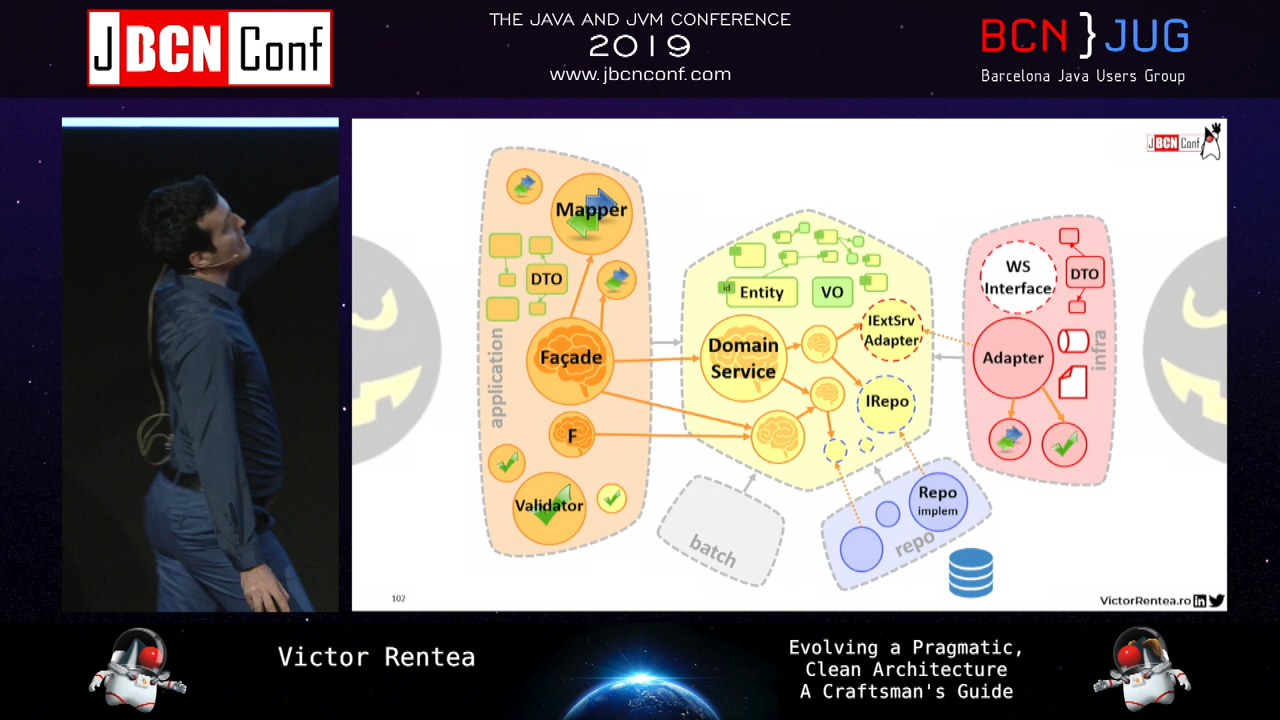 JBCNConf
THE JAVA AND JVM CONFERENCE
2019
www.jbcnconf.com
BCN}JUG
Barcelona Java Users Group
JBCNConf
Mapper
DTO
Façade
F
Validator
application
Entity
id
VO
Domain
Service
IExtSrv
Adapter
IRepo
WS
Interface
DTO
Adapter
infra
batch
Repo
implem
repo
102
VictorRentea.ro
Victor Rentea
Evolving a Pragmatic,
Clean Architecture
A Craftsman's Guide